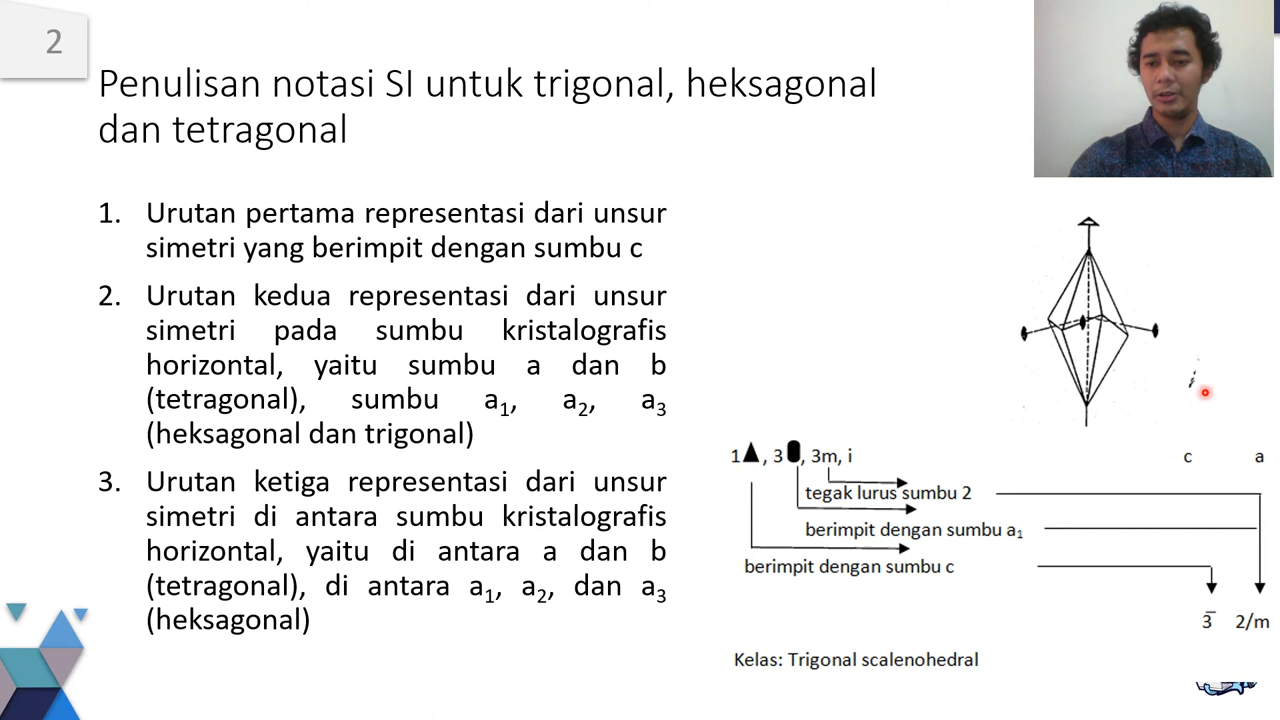 2
Penulisan notasi SI untuk trigonal, heksagonal
dan tetragonal
1. Urutan pertama representasi dari unsur
simetri yang berimpit dengan sumbu c
2. Urutan kedua representasi dari unsur
simetri pada sumbu kristalografis
horizontal, yaitu sumbu a dan b
(tetragonal), sumbu a₁, a₂, a₃
(heksagonal dan trigonal)
3. Urutan ketiga representasi dari unsur
simetri di antara sumbu kristalografis
horizontal, yaitu di antara a dan b
(tetragonal), di antara a₁, a₂, dan a₃
(heksagonal)
1▲, 3⬮, 3m, i
c a
tegak lurus sumbu 2
berimpit dengan sumbu a₁
berimpit dengan sumbu c
3̅ 2/m
Kelas: Trigonal scalenohedral